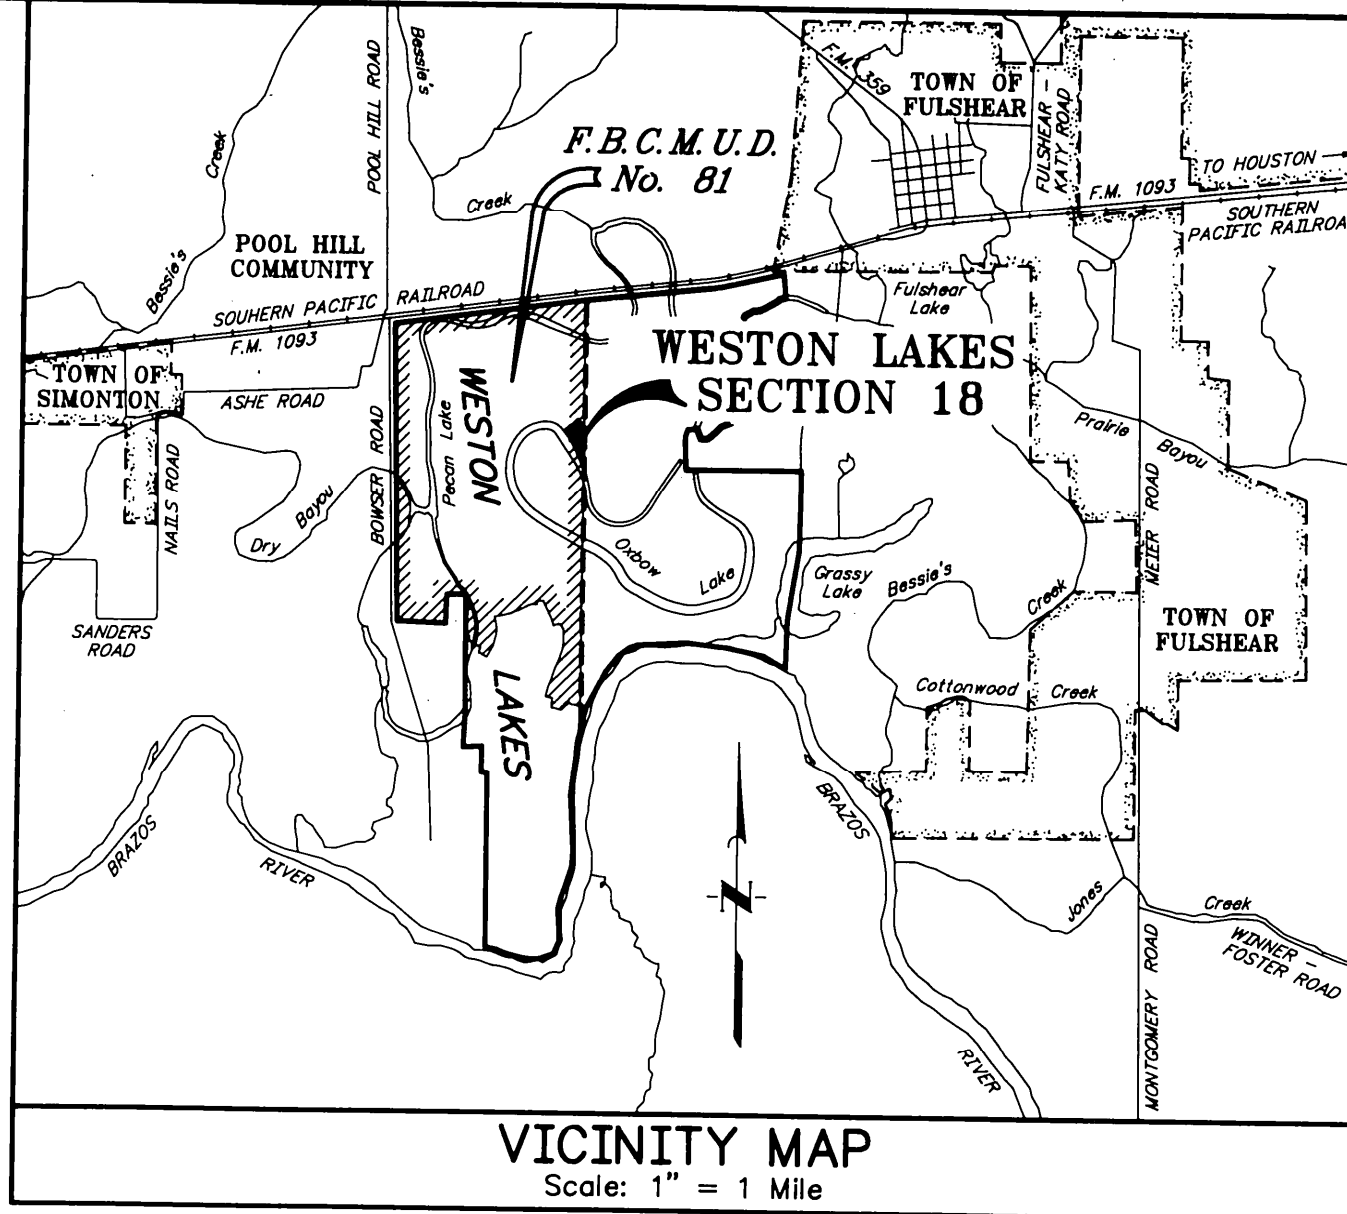 Bessie's
POOL HILL ROAD
Creek
F.M. 359
TOWN OF
FULSHEAR
FULSHEAR -
KATY ROAD
F.B.C.M.U.D.
No. 81
TO HOUSTON
F.M. 1093
SOUTHERN
PACIFIC RAILROA
Creek
POOL HILL
COMMUNITY
Bessie's
SOUHERN PACIFIC RAILROAD
F.M. 1093
Fulshear
Lake
WESTON LAKES
SECTION 18
TOWN OF
SIMONTON
ASHE ROAD
BOWSER ROAD
Pecan Lake
WESTON
LAKES
NAILS ROAD
Dry Bayou
Prairie Bayou
MEIER ROAD
Oxbow Lake
Grassy
Lake
Bessie's Creek
SANDERS
ROAD
TOWN OF
FULSHEAR
Cottonwood Creek
BRAZOS RIVER
BRAZOS RIVER
N
Jones Creek
WINNER -
FOSTER ROAD
MONTGOMERY ROAD
VICINITY MAP
Scale: 1" = 1 Mile